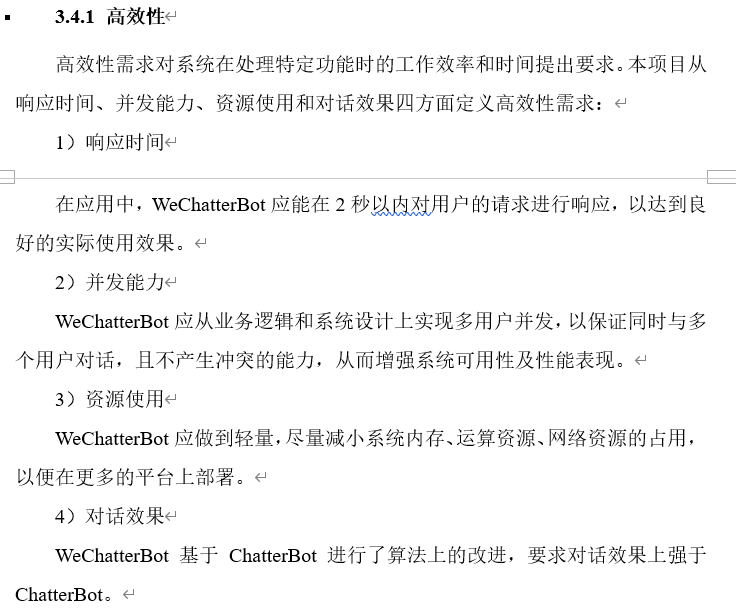 3.4.1 高效性
高效性需求对系统在处理特定功能时的工作效率和时间提出要求。本项目从
响应时间、并发能力、资源使用和对话效果四方面定义高效性需求：
1）响应时间
在应用中，WeChatterBot 应能在 2 秒以内对用户的请求进行响应，以达到良
好的实际使用效果。
2）并发能力
WeChatterBot 应从业务逻辑和系统设计上实现多用户并发，以保证同时与多
个用户对话，且不产生冲突的能力，从而增强系统可用性及性能表现。
3）资源使用
WeChatterBot 应做到轻量，尽量减小系统内存、运算资源、网络资源的占用，
以便在更多的平台上部署。
4）对话效果
WeChatterBot 基于 ChatterBot 进行了算法上的改进，要求对话效果上强于
ChatterBot。